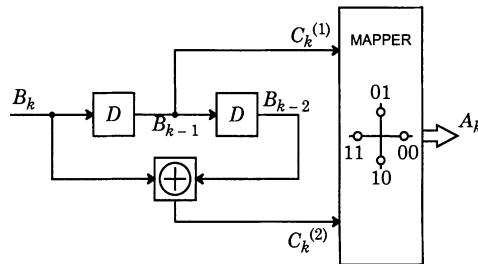 C_k^(1)
MAPPER
B_k
D
B_{k-1}
D
B_{k-2}
01
11
00
10
A_k
C_k^(2)